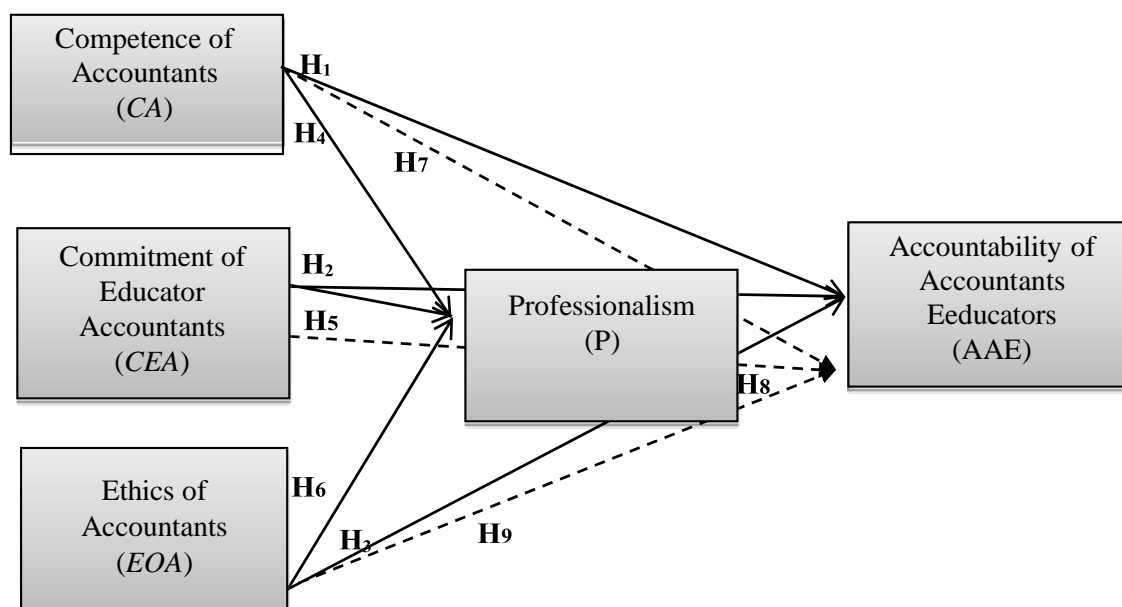 Competence of
Accountants
(CA)
H1
H4
H7
Commitment of
Educator
Accountants
(CEA)
H2
H5
Professionalism
(P)
Accountability of
Accountants
Eeducators
(AAE)
H8
Ethics of
Accountants
(EOA)
H6
H3
H9